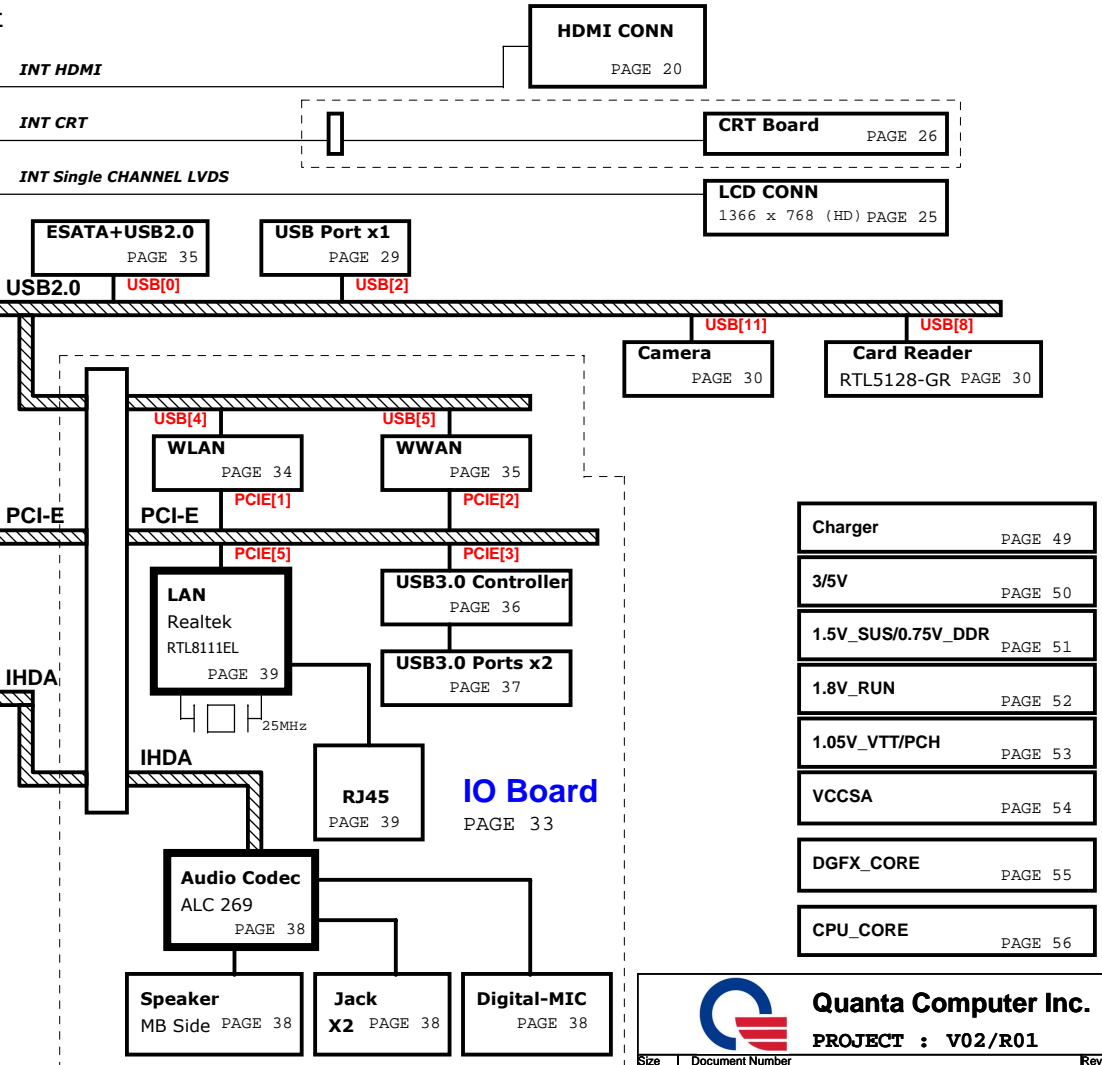 HDMI CONN
PAGE 20
INT HDMI
INT CRT
CRT Board
PAGE 26
INT Single CHANNEL LVDS
LCD CONN
1366 x 768 (HD) PAGE 25
ESATA+USB2.0
PAGE 35
USB Port x1
PAGE 29
USB2.0
USB[0]
USB[2]
USB[11]
USB[8]
Camera
PAGE 30
Card Reader
RTL5128-GR PAGE 30
USB[4]
USB[5]
WLAN
PAGE 34
WWAN
PAGE 35
PCIE[1]
PCIE[2]
PCI-E
PCI-E
PCIE[5]
PCIE[3]
LAN
Realtek
RTL8111EL
PAGE 39
USB3.0 Controller
PAGE 36
USB3.0 Ports x2
PAGE 37
25MHz
IHDA
IHDA
RJ45
PAGE 39
IO Board
PAGE 33
Audio Codec
ALC 269
PAGE 38
Speaker
MB Side PAGE 38
Jack
X2 PAGE 38
Digital-MIC
PAGE 38
Charger
PAGE 49
3/5V
PAGE 50
1.5V_SUS/0.75V_DDR
PAGE 51
1.8V_RUN
PAGE 52
1.05V_VTT/PCH
PAGE 53
VCCSA
PAGE 54
DGFX_CORE
PAGE 55
CPU_CORE
PAGE 56
Quanta Computer Inc.
PROJECT : V02/R01
Size
Document Number
Rev